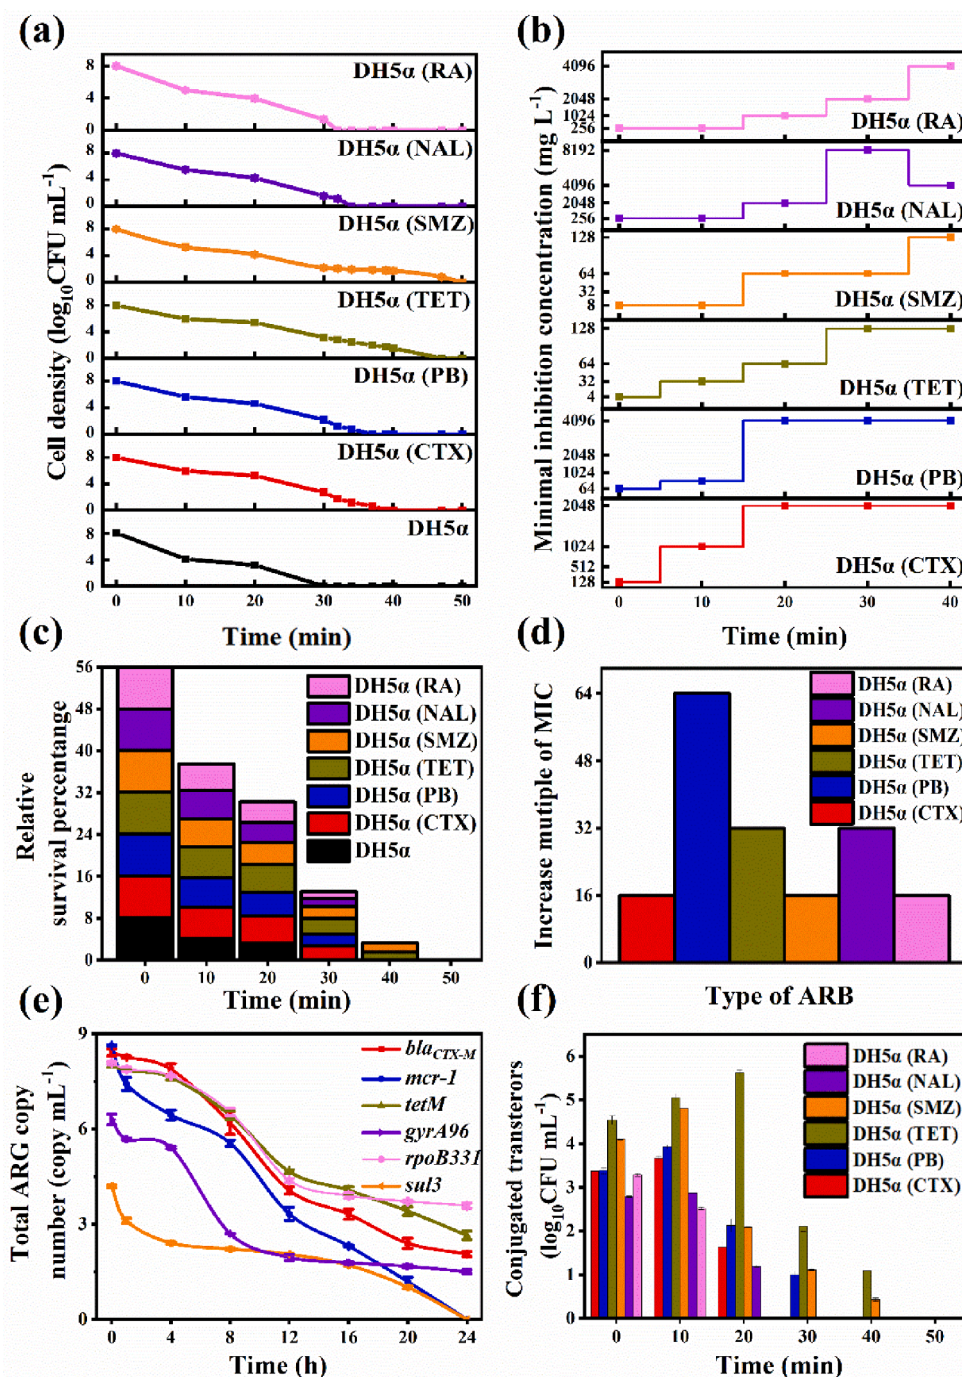 (a)
Cell density (log10CFU mL-1)
8
4
0
DH5α (RA)
8
4
0
DH5α (NAL)
8
4
0
DH5α (SMZ)
8
4
0
DH5α (TET)
8
4
0
DH5α (PB)
8
4
0
DH5α (CTX)
8
4
0
DH5α
0 10 20 30 40 50
Time (min)
(b)
Minimal inhibition concentration (mg L-1)
4096
2048
1024
256
DH5α (RA)
8192
4096
2048
256
DH5α (NAL)
128
64
32
8
DH5α (SMZ)
128
64
32
4
DH5α (TET)
4096
2048
1024
64
DH5α (PB)
2048
1024
512
128
DH5α (CTX)
0 10 20 30 40
Time (min)
(c)
Relative
survival percentange
56
48
40
32
24
16
8
0
DH5α (RA)
DH5α (NAL)
DH5α (SMZ)
DH5α (TET)
DH5α (PB)
DH5α (CTX)
DH5α
0 10 20 30 40 50
Time (min)
(d)
Increase mutiple of MIC
64
48
32
16
0
DH5α (RA)
DH5α (NAL)
DH5α (SMZ)
DH5α (TET)
DH5α (PB)
DH5α (CTX)
Type of ARB
(e)
Total ARG copy
number (copy mL-1)
9
6
3
0
blaCTX-M
mcr-1
tetM
gyrA96
rpoB331
sul3
0 4 8 12 16 20 24
Time (h)
(f)
Conjugated transterrors
(log10CFU mL-1)
6
5
4
3
2
1
0
DH5α (RA)
DH5α (NAL)
DH5α (SMZ)
DH5α (TET)
DH5α (PB)
DH5α (CTX)
0 10 20 30 40 50
Time (min)